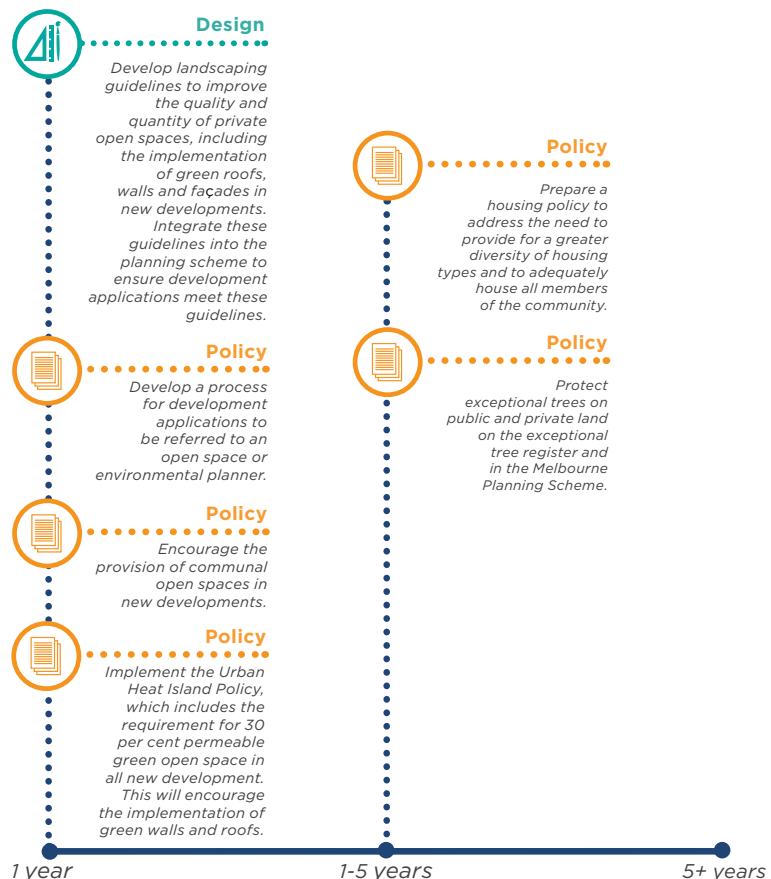 Design
Develop landscaping
guidelines to improve
the quality and
quantity of private
open spaces, including
the implementation
of green roofs,
walls and façades in
new developments.
Integrate these
guidelines into the
planning scheme to
ensure development
applications meet these
guidelines.
Policy
Develop a process
for development
applications to
be referred to an
open space or
environmental planner.
Policy
Encourage the
provision of communal
open spaces in
new developments.
Policy
Implement the Urban
Heat Island Policy,
which includes the
requirement for 30
per cent permeable
green open space in
all new development.
This will encourage
the implementation of
green walls and roofs.
Policy
Prepare a
housing policy to
address the need to
provide for a greater
diversity of housing
types and to adequately
house all members
of the community.
Policy
Protect
exceptional trees on
public and private land
on the exceptional
tree register and
in the Melbourne
Planning Scheme.
1 year
1-5 years
5+ years